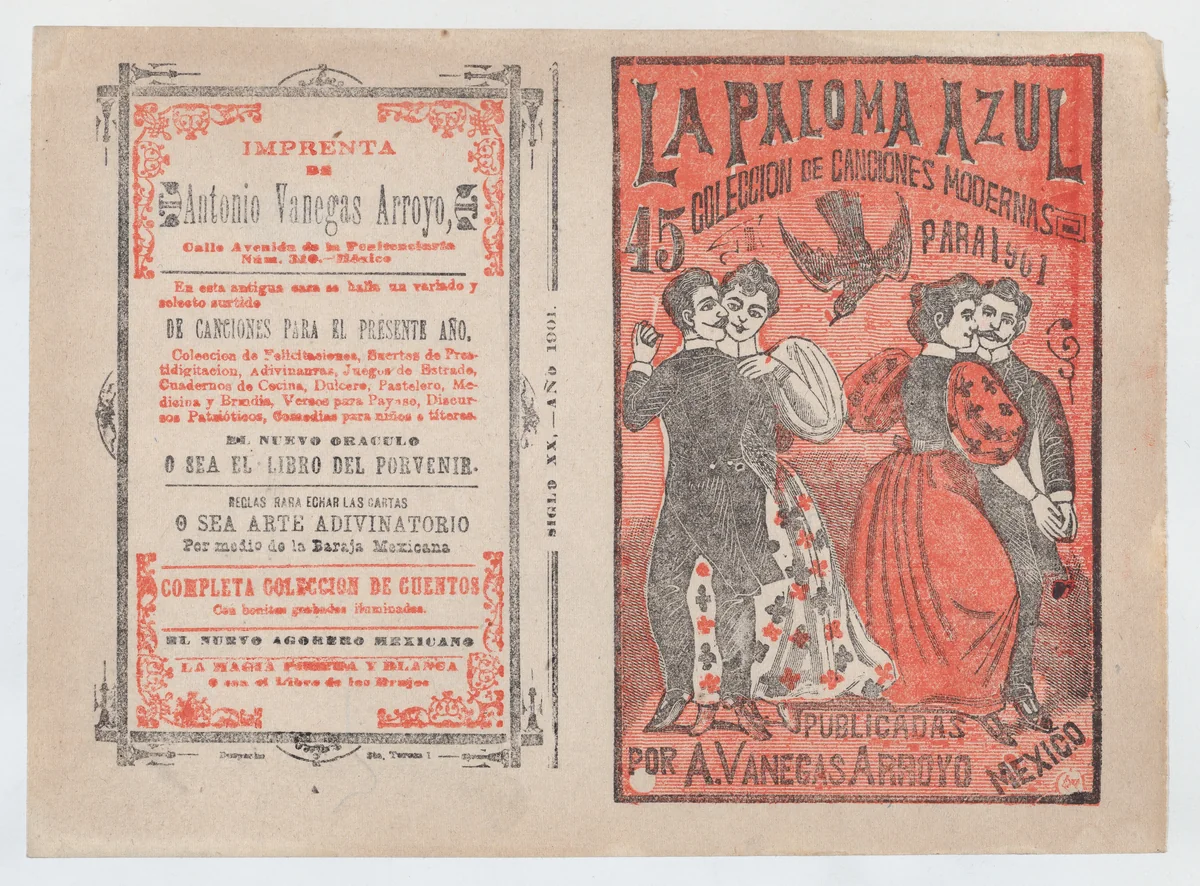 IMPRENTA
DE
Antonio Vanegas Arroyo,
Calle Avenida de la Penitenciaría
Núm. 310.—México
En esta antigua casa se halla un variado y
selecto surtido
DE CANCIONES PARA EL PRESENTE AÑO.
Coleccion de Felicitaciones, Suertes de Pres-
tidigitacion, Adivinanzas, Juegos de Estrado,
Cuadernos de Cocina, Dulcero, Pastelero, Me-
dicina y Brindis, Versos para Payaso, Discur-
sos Patrióticos, Comedias para niños o títeres.
EL NUEVO ORACULO
O SEA EL LIBRO DEL PORVENIR.
REGLAS RARA ECHAR LAS CARTAS
O SEA ARTE ADIVINATORIO
Por medio de la Baraja Mexicana
COMPLETA COLECCION DE CUENTOS
Con bonitos grabados iluminados.
EL NUEVO AGORERO MEXICANO
LA MAGIA Y BLANCA
O sea el Libro de los Brujos
Despacho Sta. Teresa 1
SIGLO XX,—AÑO 1901.
LA PALOMA AZUL
COLECCION DE CANCIONES MODERNAS
45 PARA 1901
PUBLICADAS
POR A. VANEGAS ARROYO MEXICO